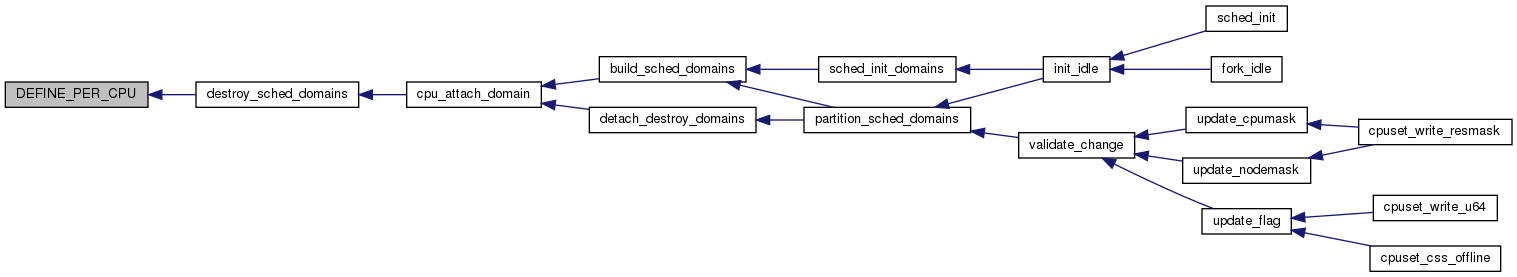 DEFINE_PER_CPU
destroy_sched_domains
cpu_attach_domain
build_sched_domains
detach_destroy_domains
sched_init_domains
partition_sched_domains
init_idle
validate_change
sched_init
fork_idle
update_cpumask
update_nodemask
update_flag
cpuset_write_resmask
cpuset_write_u64
cpuset_css_offline